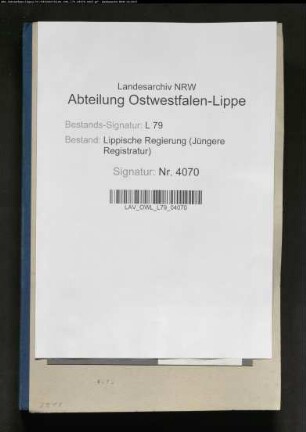 Landesarchiv NRW
Abteilung Ostwestfalen-Lippe
Bestands-Signatur: L 79
Bestand: Lippische Regierung (Jüngere
Registratur)
Signatur: Nr. 4070
LAV_OWL_L79_04070